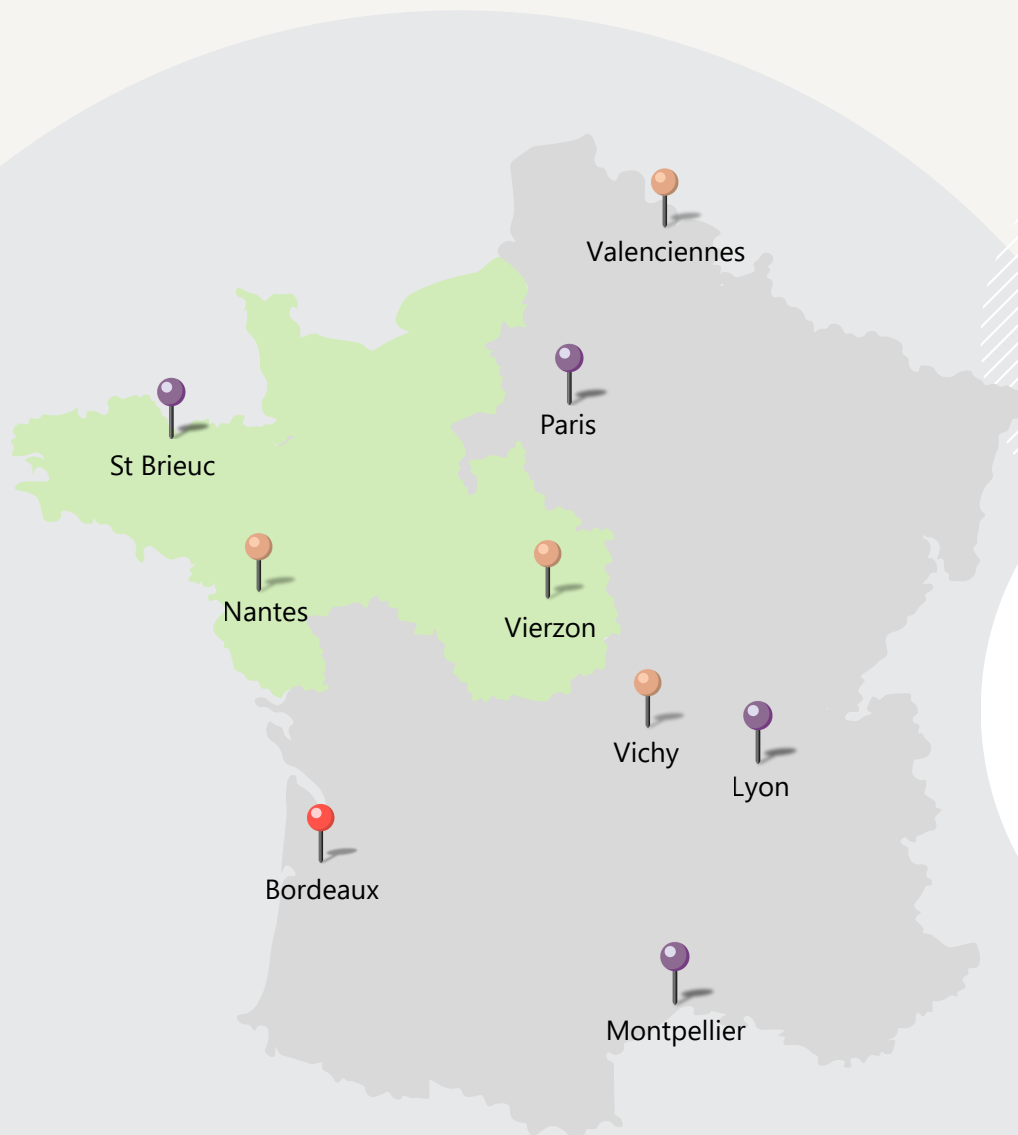 Valenciennes
Paris
St Brieuc
Nantes
Vierzon
Vichy
Lyon
Bordeaux
Montpellier